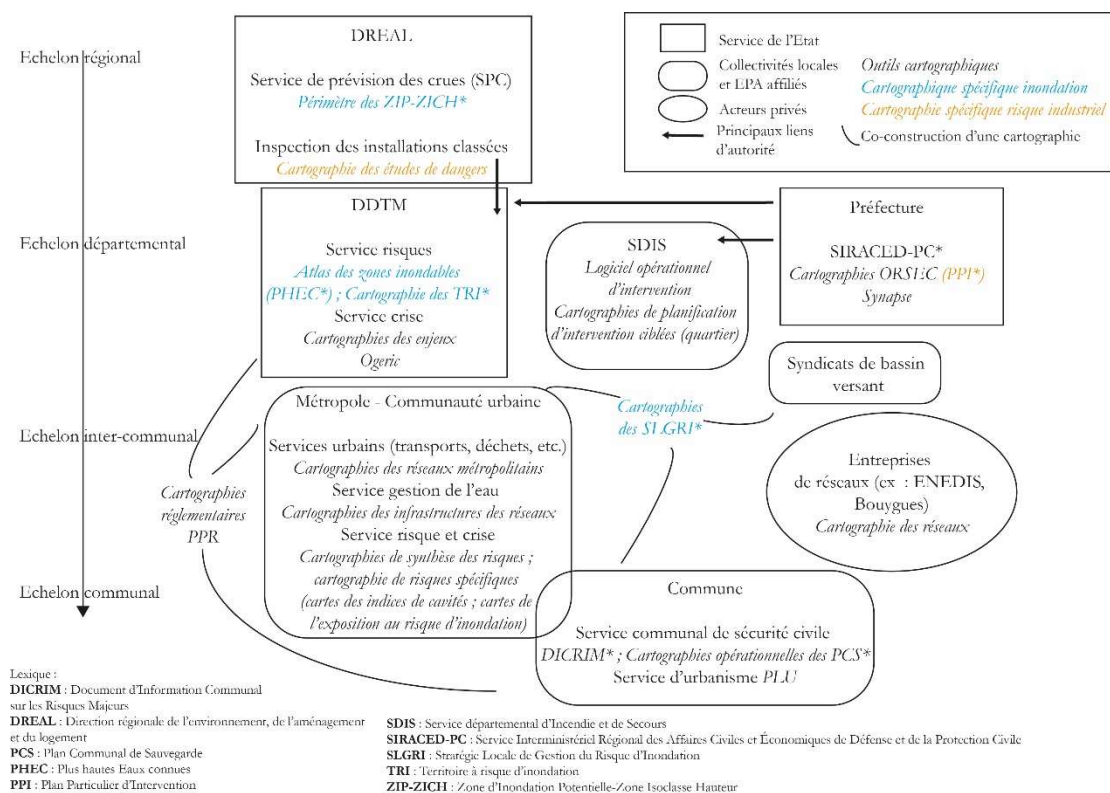 Echelon régional
Echelon départemental
Echelon inter-communal
Echelon communal
DREAL
Service de prévision des crues (SPC)
Périmètre des ZIP-ZICH*
Inspection des installations classées
Cartographie des études de dangers
Service de l'Etat
Collectivités locales
et EPA affiliés
Acteurs privés
Principaux liens
d'autorité
Outils cartographiques
Cartographique spécifique inondation
Cartographie spécifique risque industriel
Co-construction d'une cartographie
DDTM
Service risques
Atlas des zones inondables
(PHEC*) ; Cartographie des TRI*
Service crise
Cartographies des enjeux
Ogeric
SDIS
Logiciel opérationnel
d'intervention
Cartographies de planification
d'intervention ciblées (quartier)
Préfecture
SIRACED-PC*
Cartographies ORSEC (PPI*)
Synapse
Syndicats de bassin
versant
Métropole - Communauté urbaine
Services urbains (transports, déchets, etc.)
Cartographies des réseaux métropolitains
Service gestion de l'eau
Cartographies des infrastructures des réseaux
Service risque et crise
Cartographies de synthèse des risques ;
cartographie de risques spécifiques
(cartes des indices de cavités ; cartes de
l'exposition au risque d'inondation)
Cartographies
des SLGRI*
Entreprises
de réseaux (ex : ENEDIS,
Bouygues)
Cartographie des réseaux
Cartographies
réglementaires
PPR
Commune
Service communal de sécurité civile
DICRIM* ; Cartographies opérationnelles des PCS*
Service d'urbanisme PLU
Lexique :
DICRIM : Document d'Information Communal
sur les Risques Majeurs
DREAL : Direction régionale de l'environnement, de l'aménagement
et du logement
PCS : Plan Communal de Sauvegarde
PHEC : Plus hautes Eaux connues
PPI : Plan Particulier d'Intervention
SDIS : Service départemental d'Incendie et de Secours
SIRACED-PC : Service Interministériel Régional des Affaires Civiles et Économiques de Défense et de la Protection Civile
SLGRI : Stratégie Locale de Gestion du Risque d'Inondation
TRI : Territoire à risque d'inondation
ZIP-ZICH : Zone d'Inondation Potentielle-Zone Isoclasse Hauteur